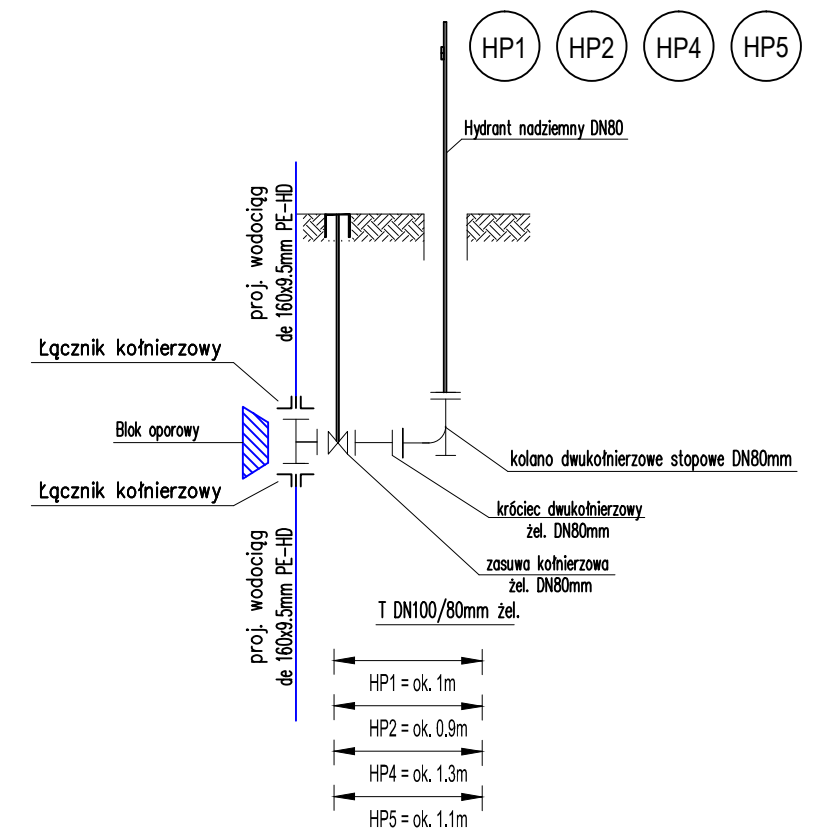 HP1 HP2 HP4 HP5
Hydrant nadziemny DN80
proj. wodociąg
de 160x9.5mm PE-HD
Łącznik kołnierzowy
Blok oporowy
kolano dwukołnierzowe stopowe DN80mm
Łącznik kołnierzowy
króciec dwukołnierzowy
żel. DN80mm
zasuwa kołnierzowa
żel. DN80mm
T DN100/80mm żel.
proj. wodociąg
de 160x9.5mm PE-HD
HP1 = ok. 1m
HP2 = ok. 0.9m
HP4 = ok. 1.3m
HP5 = ok. 1.1m